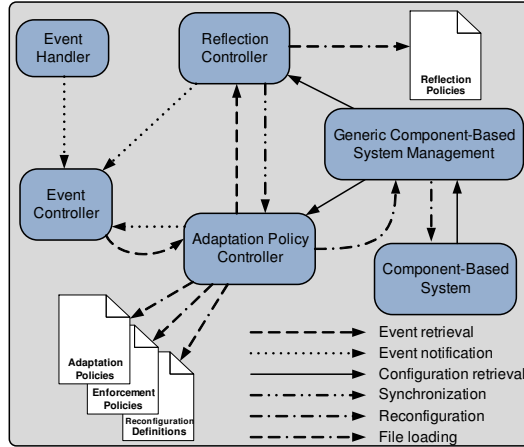 Event
Handler
Reflection
Controller
Reflection
Policies
Generic Component-Based
System Management
Event
Controller
Adaptation Policy
Controller
Component-Based
System
Adaptation
Policies
Enforcement
Policies
Reconfiguration
Definitions
Event retrieval
Event notification
Configuration retrieval
Synchronization
Reconfiguration
File loading